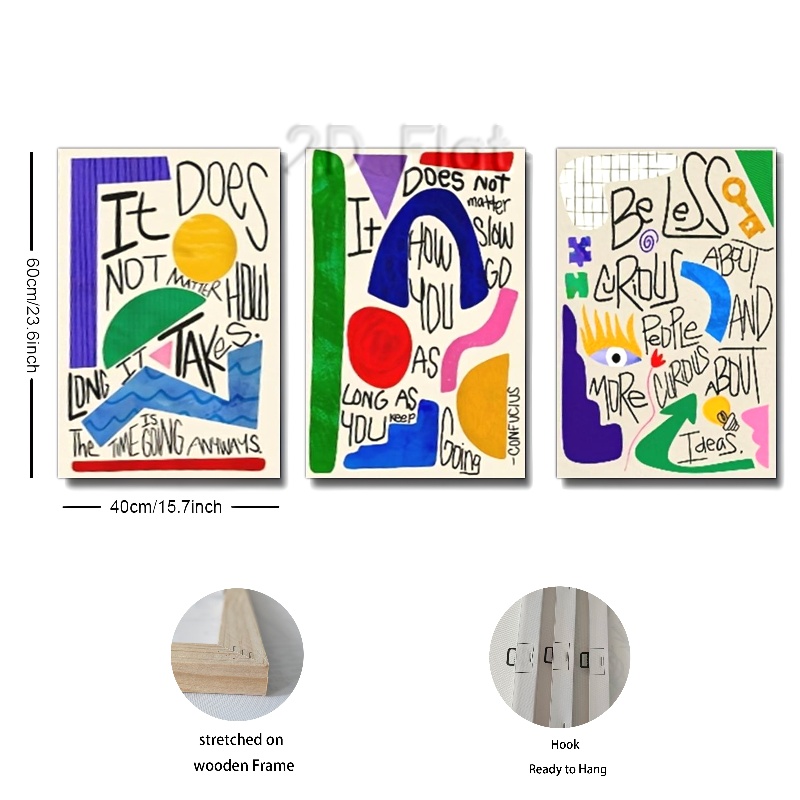 2D_Flat
60cm/23.6inch
It DOES
NOT MATTER HOW
LONG IT TAKES.
The TIME IS GOING ANYWAYS.
It DOES NOT
matter
HOW SLOW
YOU GO
AS
LONG AS
YOU KEEP
Going
-CONFUCIUS
Be LESS
CURIOUS ABOUT
PEOPLE AND
MORE CURIOUS ABOUT
Ideas.
40cm/15.7inch
stretched on
wooden Frame
Hook
Ready to Hang